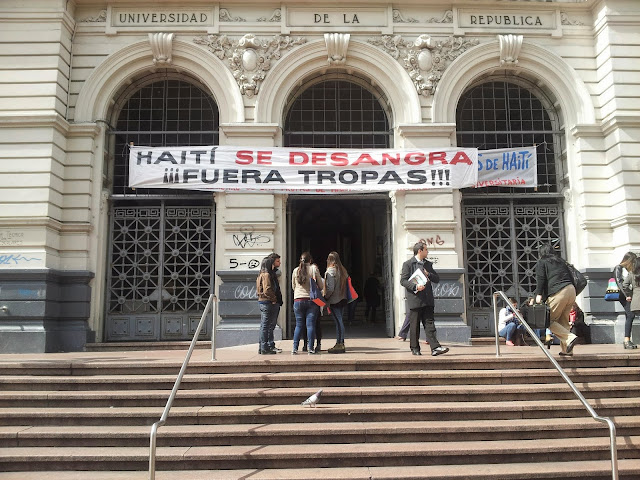 UNIVERSIDAD DE LA REPUBLICA
HAITÍ SE DESANGRA
¡¡¡FUERA TROPAS!!!
DE HAITÍ